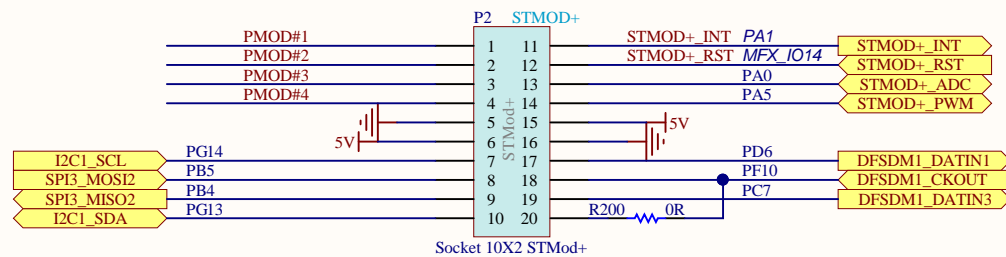 P2 STMOD+
PMOD#1 1 11 STMOD+_INT PA1 STMOD+_INT
PMOD#2 2 12 STMOD+_RST MFX_IO14 STMOD+_RST
PMOD#3 3 13 PA0 STMOD+_ADC
PMOD#4 4 14 PA5 STMOD+_PWM
5 15 5V
5V 6 16
STMod+
I2C1_SCL PG14 7 17 PD6 DFSDM1_DATIN1
SPI3_MOSI2 PB5 8 18 PF10 DFSDM1_CKOUT
SPI3_MISO2 PB4 9 19 PC7 DFSDM1_DATIN3
I2C1_SDA PG13 10 20 R200 0R
Socket 10X2 STMod+